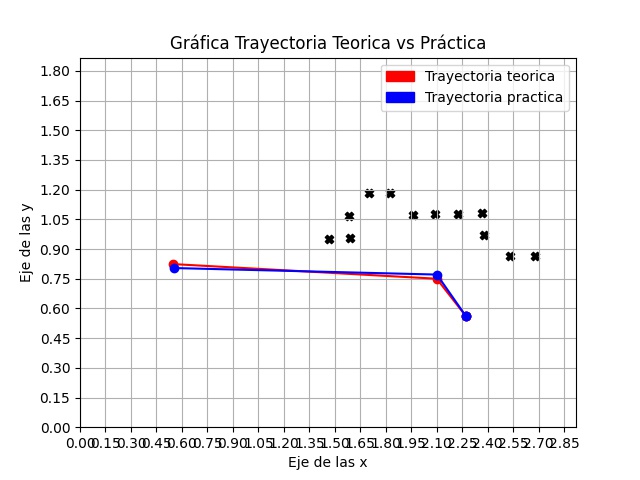 Gráfica Trayectoria Teorica vs Práctica
Trayectoria teorica
Trayectoria practica
Eje de las y
1.80
1.65
1.50
1.35
1.20
1.05
0.90
0.75
0.60
0.45
0.30
0.15
0.00
0.00 0.15 0.30 0.45 0.60 0.75 0.90 1.05 1.20 1.35 1.50 1.65 1.80 1.95 2.10 2.25 2.40 2.55 2.70 2.85
Eje de las x